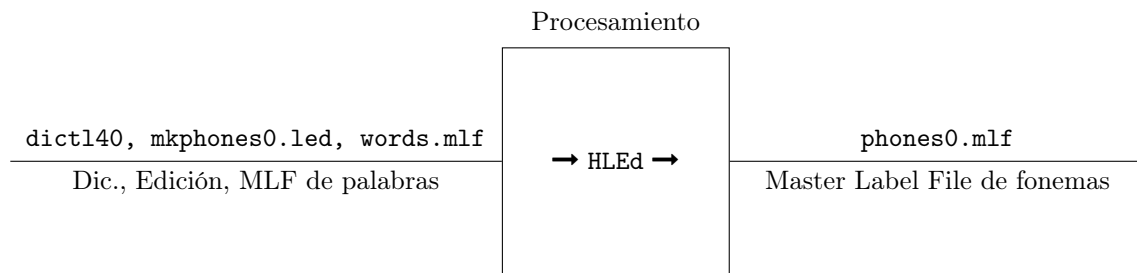 Procesamiento
dictl40, mkphones0.led, words.mlf
Dic., Edición, MLF de palabras
➞ HLEd ➞
phones0.mlf
Master Label File de fonemas